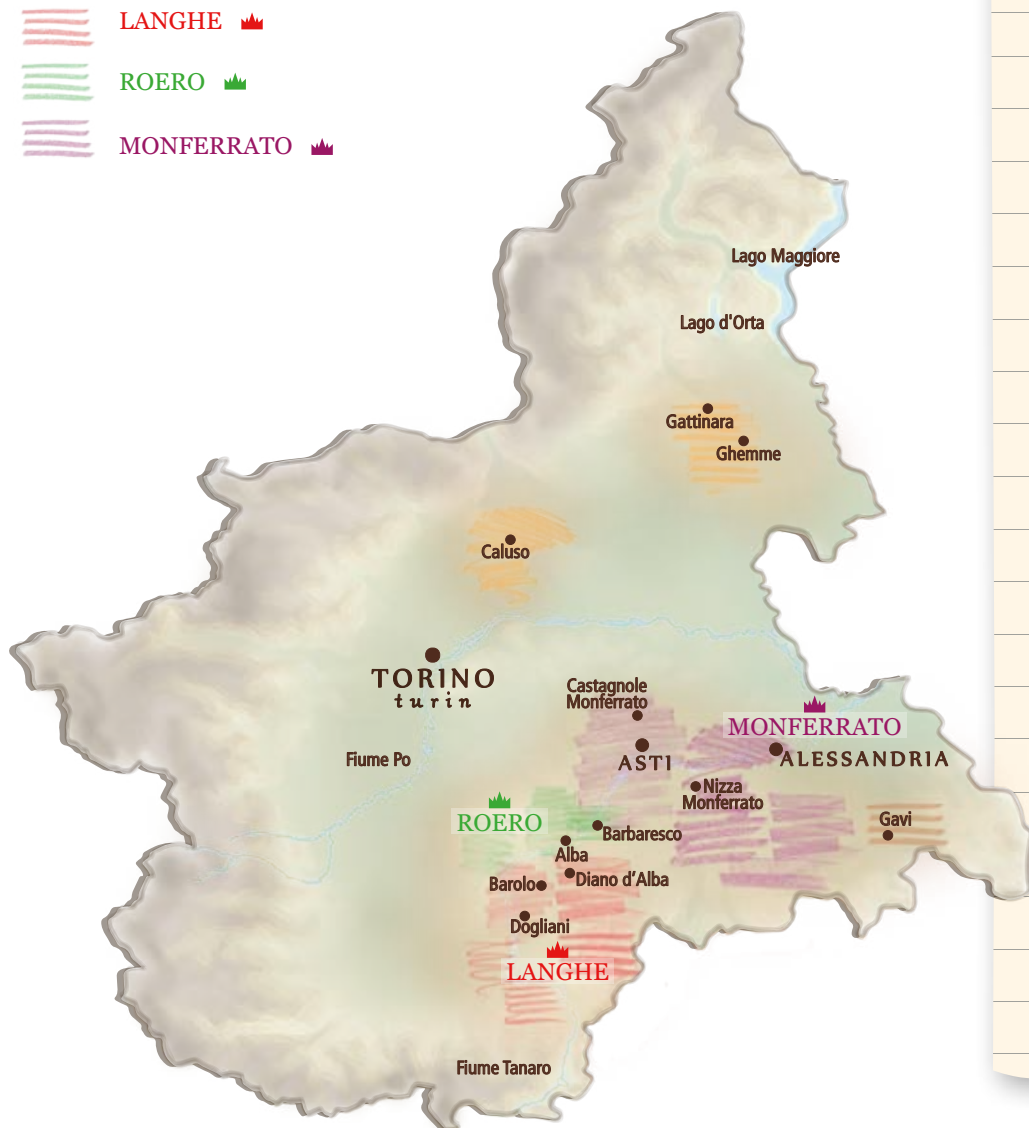 LANGHE
ROERO
MONFERRATO
Lago Maggiore
Lago d'Orta
Gattinara
Ghemme
Caluso
TORINO
turin
Castagnole
Monferrato
MONFERRATO
ASTI
ALESSANDRIA
Fiume Po
Nizza
Monferrato
ROERO
Barbaresco
Gavi
Alba
Diano d’Alba
Barolo
Dogliani
LANGHE
Fiume Tanaro